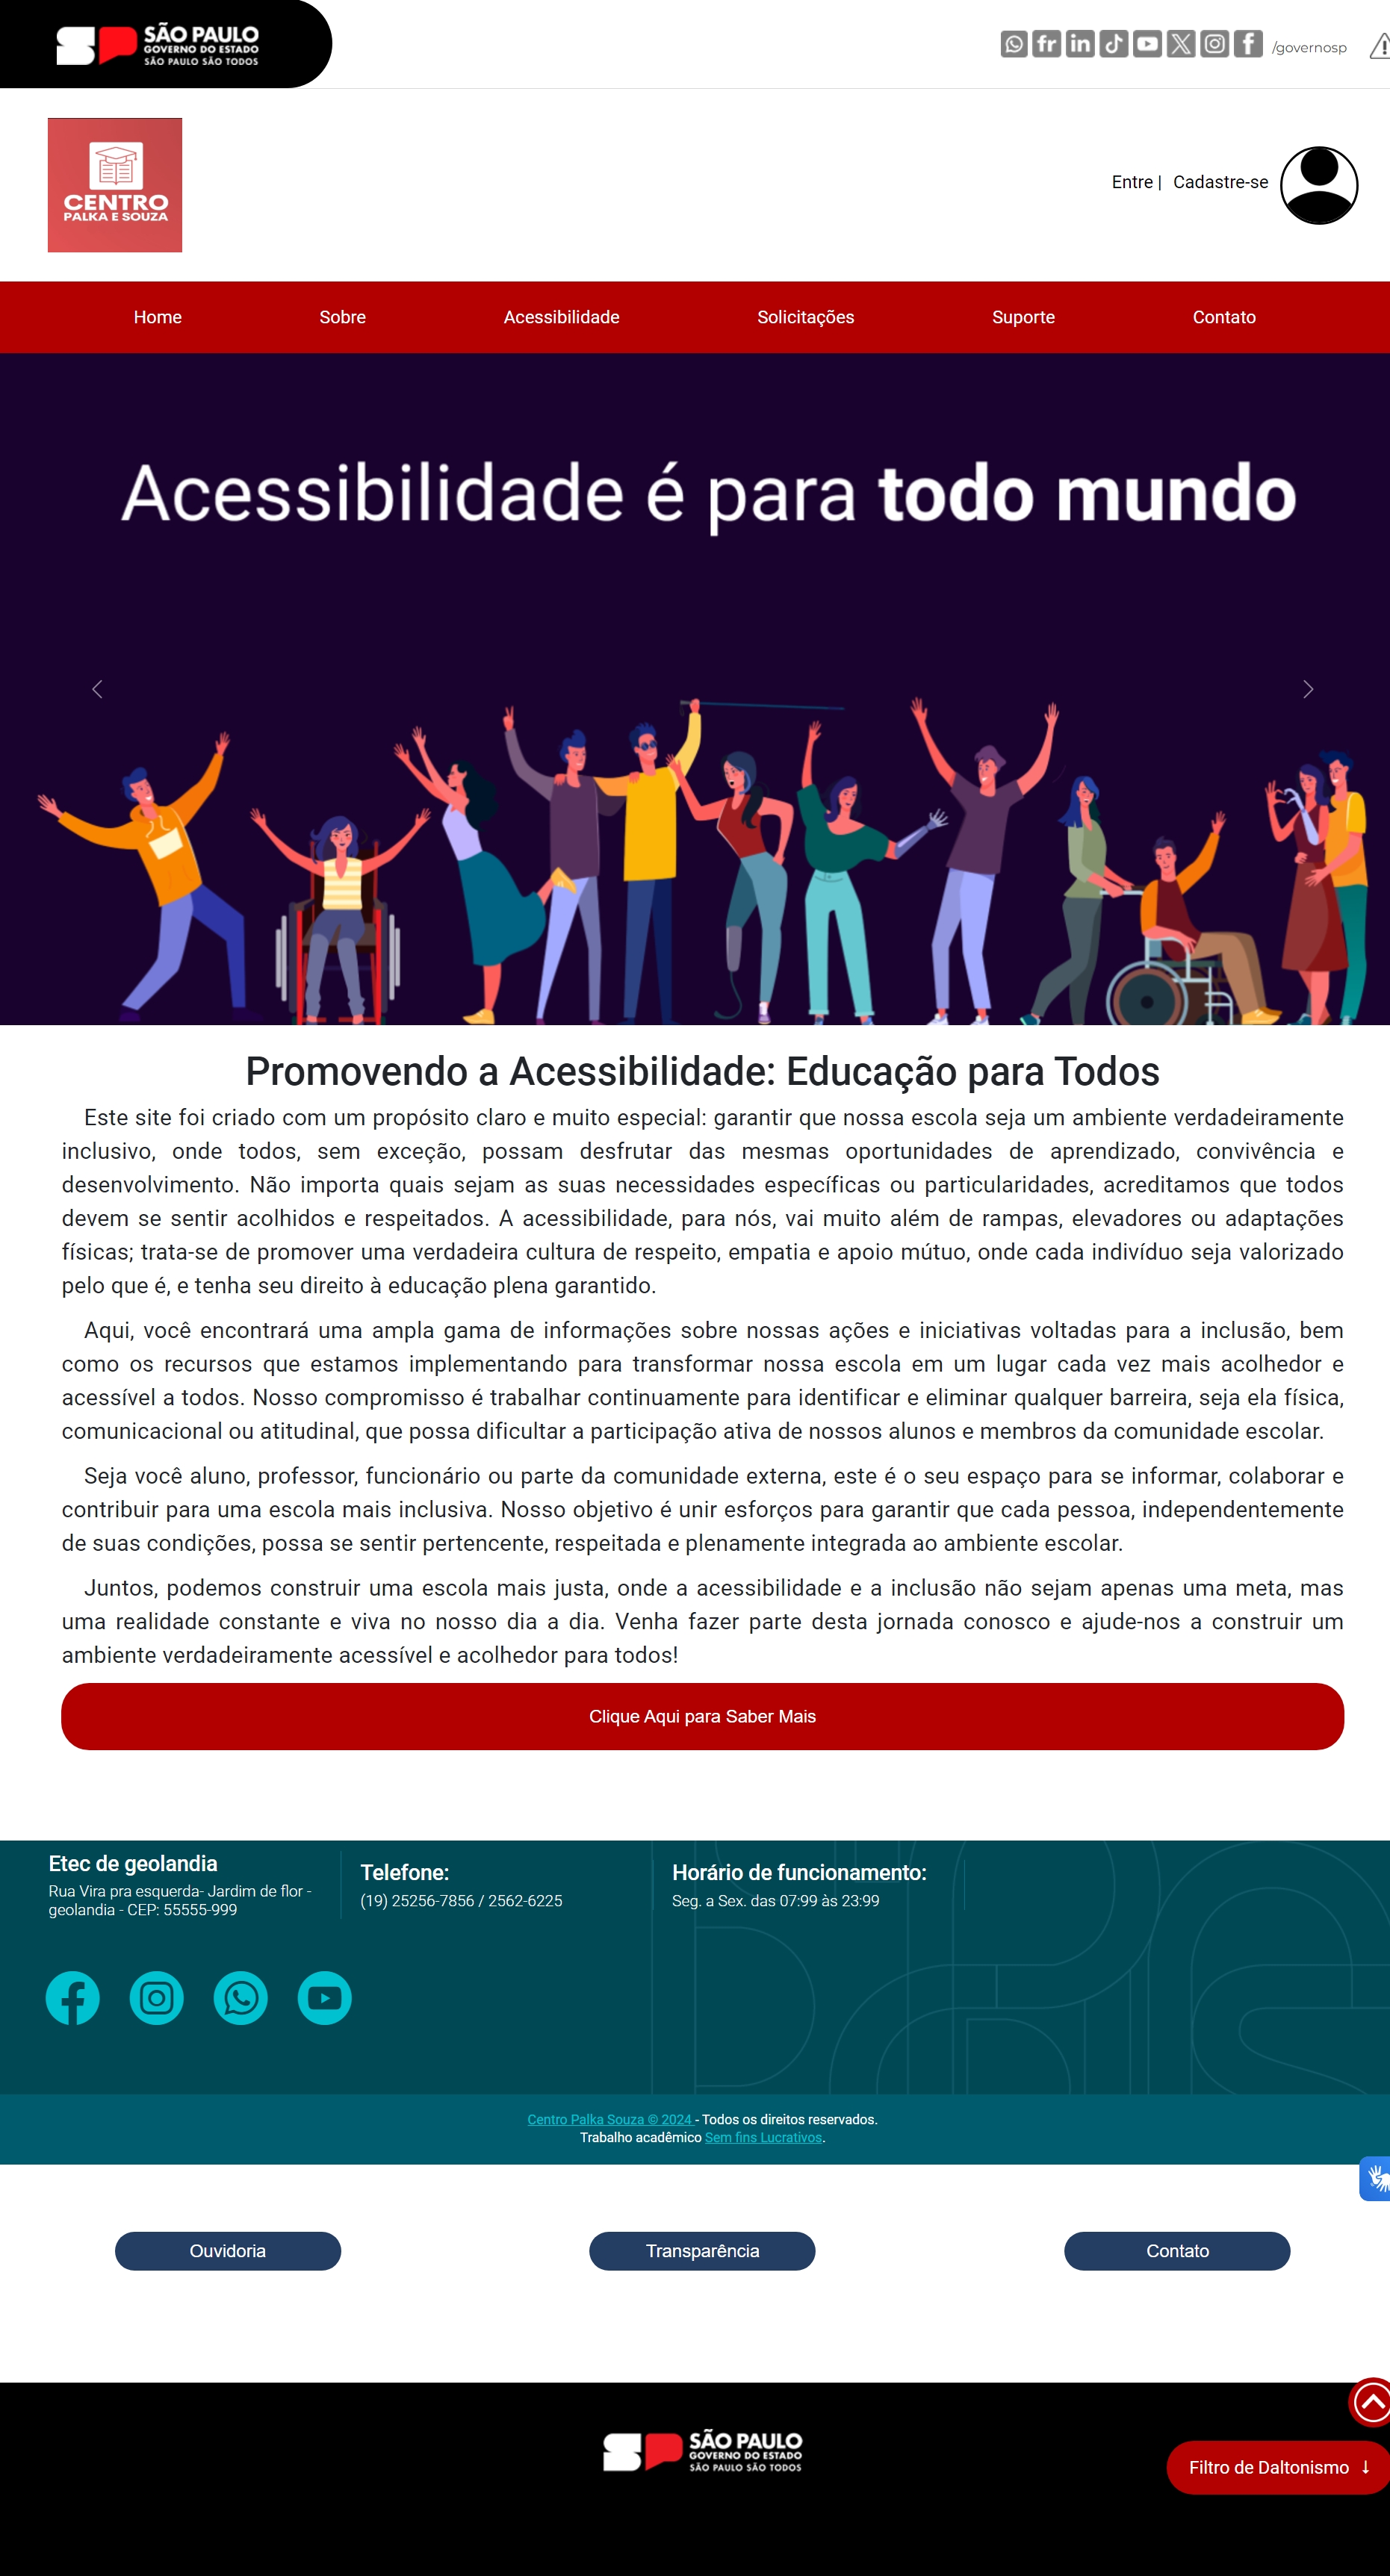 SÃO PAULO
GOVERNO DO ESTADO
SÃO PAULO SÃO TODOS
/governosp
CENTRO
PALKA E SOUZA
Entre | Cadastre-se
Home Sobre Acessibilidade Solicitações Suporte Contato
Acessibilidade é para todo mundo
Promovendo a Acessibilidade: Educação para Todos
Este site foi criado com um propósito claro e muito especial: garantir que nossa escola seja um ambiente verdadeiramente
inclusivo, onde todos, sem exceção, possam desfrutar das mesmas oportunidades de aprendizado, convivência e
desenvolvimento. Não importa quais sejam as suas necessidades específicas ou particularidades, acreditamos que todos
devem se sentir acolhidos e respeitados. A acessibilidade, para nós, vai muito além de rampas, elevadores ou adaptações
físicas; trata-se de promover uma verdadeira cultura de respeito, empatia e apoio mútuo, onde cada indivíduo seja valorizado
pelo que é, e tenha seu direito à educação plena garantido.
Aqui, você encontrará uma ampla gama de informações sobre nossas ações e iniciativas voltadas para a inclusão, bem
como os recursos que estamos implementando para transformar nossa escola em um lugar cada vez mais acolhedor e
acessível a todos. Nosso compromisso é trabalhar continuamente para identificar e eliminar qualquer barreira, seja ela física,
comunicacional ou atitudinal, que possa dificultar a participação ativa de nossos alunos e membros da comunidade escolar.
Seja você aluno, professor, funcionário ou parte da comunidade externa, este é o seu espaço para se informar, colaborar e
contribuir para uma escola mais inclusiva. Nosso objetivo é unir esforços para garantir que cada pessoa, independentemente
de suas condições, possa se sentir pertencente, respeitada e plenamente integrada ao ambiente escolar.
Juntos, podemos construir uma escola mais justa, onde a acessibilidade e a inclusão não sejam apenas uma meta, mas
uma realidade constante e viva no nosso dia a dia. Venha fazer parte desta jornada conosco e ajude-nos a construir um
ambiente verdadeiramente acessível e acolhedor para todos!
Clique Aqui para Saber Mais
Etec de geolandia
Rua Vira pra esquerda- Jardim de flor -
geolandia - CEP: 55555-999
Telefone:
(19) 25256-7856 / 2562-6225
Horário de funcionamento:
Seg. a Sex. das 07:99 às 23:99
Centro Palka Souza © 2024 - Todos os direitos reservados.
Trabalho acadêmico Sem fins Lucrativos.
Ouvidoria Transparência Contato
SÃO PAULO
GOVERNO DO ESTADO
SÃO PAULO SÃO TODOS
Filtro de Daltonismo ↓